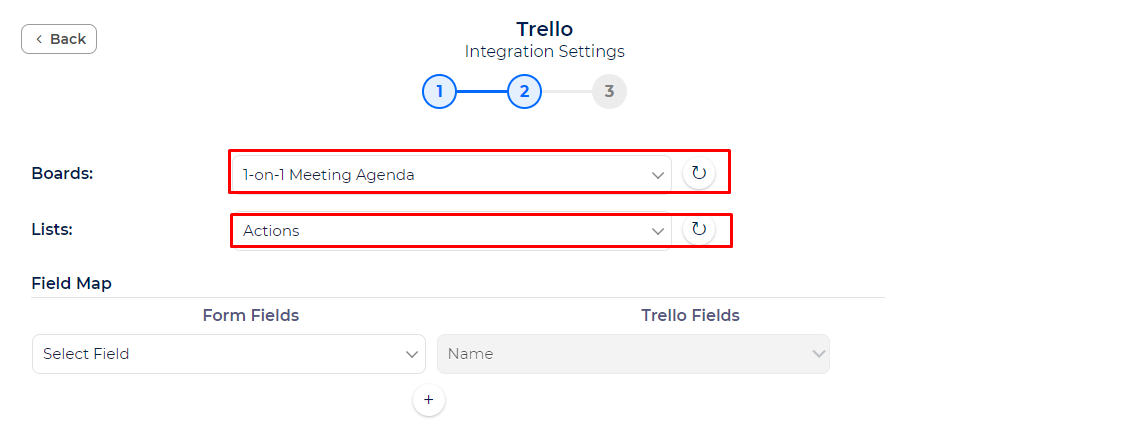 Back
Trello
Integration Settings
1 2 3
Boards: 1-on-1 Meeting Agenda
Lists: Actions
Field Map
Form Fields Trello Fields
Select Field Name
+